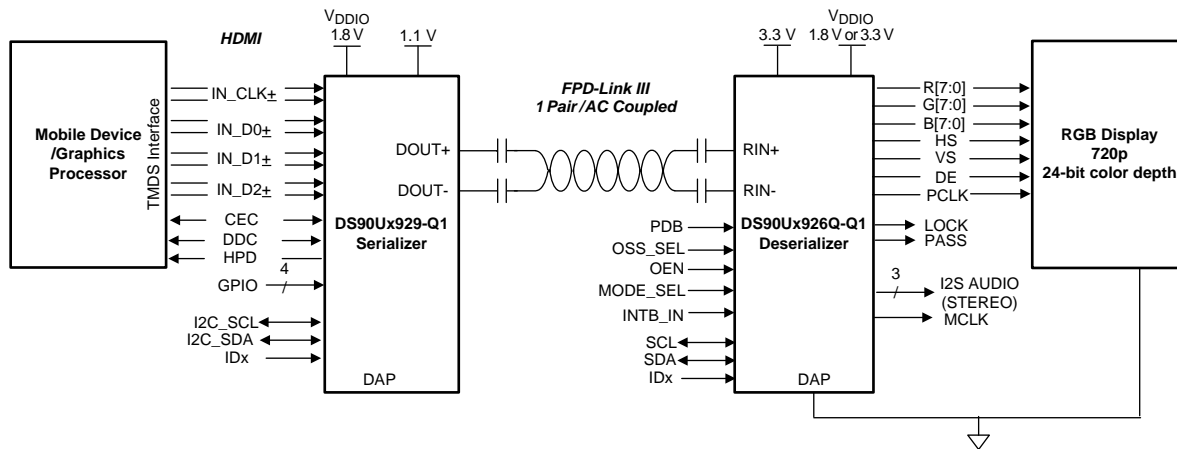 HDMI
VDDIO
1.8 V
1.1 V
3.3 V
VDDIO
1.8 V or 3.3 V
FPD-Link III
1 Pair /AC Coupled
Mobile Device
/Graphics
Processor
TMDS Interface
IN_CLK±
IN_D0±
IN_D1±
IN_D2±
CEC
DDC
HPD
GPIO
4
I2C_SCL
I2C_SDA
IDx
DOUT+
DOUT-
DS90Ux929-Q1
Serializer
DAP
RIN+
RIN-
DS90Ux926Q-Q1
Deserializer
DAP
PDB
OSS_SEL
OEN
MODE_SEL
INTB_IN
SCL
SDA
IDx
R[7:0]
G[7:0]
B[7:0]
HS
VS
DE
PCLK
LOCK
PASS
3
I2S AUDIO
(STEREO)
MCLK
RGB Display
720p
24-bit color depth